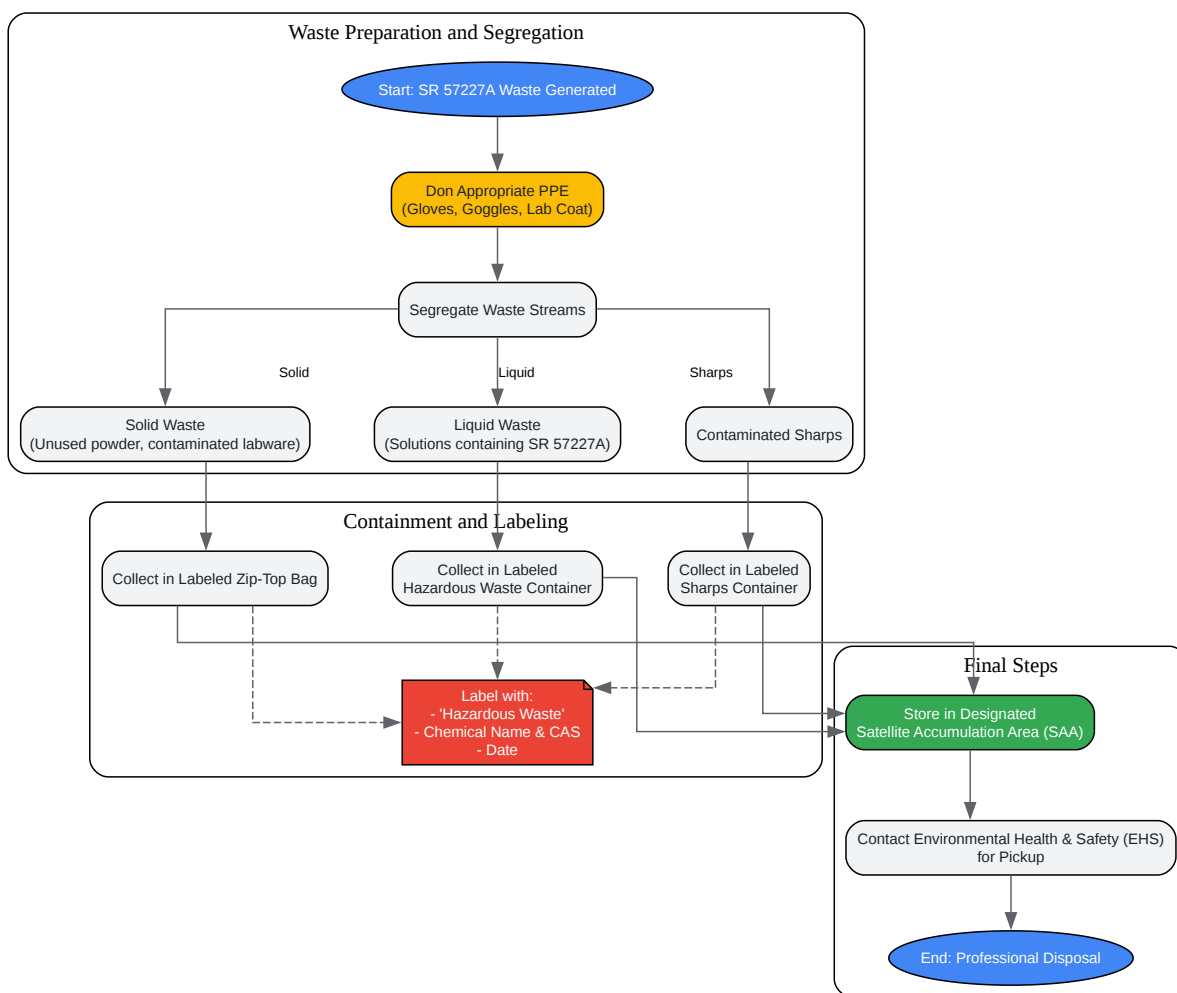 Waste Preparation and Segregation
Start: SR 57227A Waste Generated
Don Appropriate PPE
(Gloves, Goggles, Lab Coat)
Segregate Waste Streams
Solid
Liquid
Sharps
Solid Waste
(Unused powder, contaminated labware)
Liquid Waste
(Solutions containing SR 57227A)
Contaminated Sharps
Containment and Labeling
Collect in Labeled Zip-Top Bag
Collect in Labeled
Hazardous Waste Container
Collect in Labeled
Sharps Container
Label with:
- 'Hazardous Waste'
- Chemical Name & CAS
- Date
Final Steps
Store in Designated
Satellite Accumulation Area (SAA)
Contact Environmental Health & Safety (EHS)
for Pickup
End: Professional Disposal